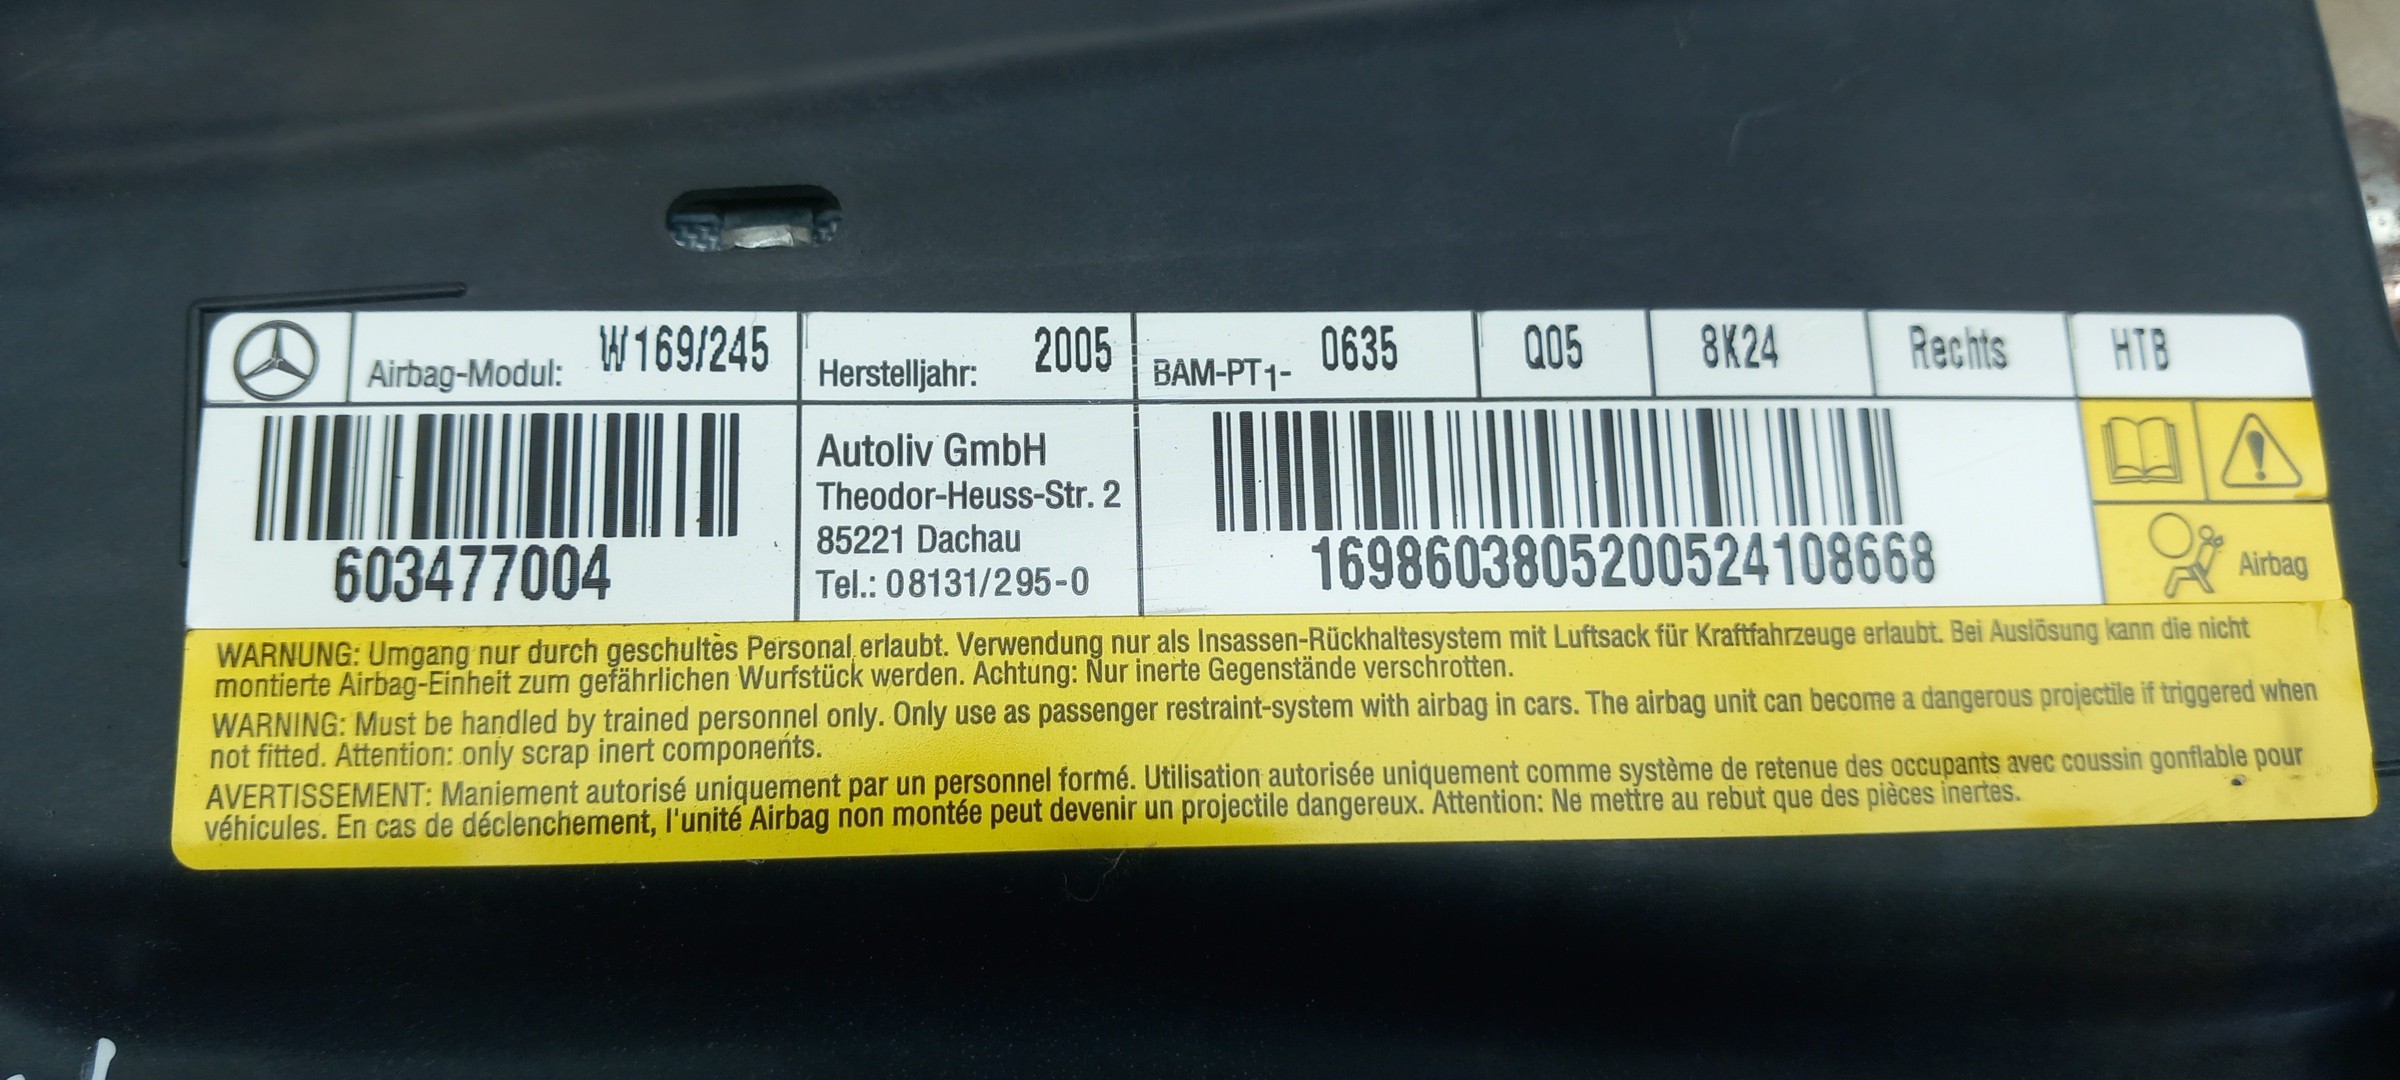 Airbag-Modul: W169/245 Herstelljahr: 2005 BAM-PT1- 0635 Q05 8K24 Rechts HTB
603477004
Autoliv GmbH
Theodor-Heuss-Str. 2
85221 Dachau
Tel.: 08131/295-0
1698603805200524108668
Airbag
WARNUNG: Umgang nur durch geschultes Personal erlaubt. Verwendung nur als Insassen-Rückhaltesystem mit Luftsack für Kraftfahrzeuge erlaubt. Bei Auslösung kann die nicht
montierte Airbag-Einheit zum gefährlichen Wurfstück werden. Achtung: Nur inerte Gegenstände verschrotten.
WARNING: Must be handled by trained personnel only. Only use as passenger restraint-system with airbag in cars. The airbag unit can become a dangerous projectile if triggered when
not fitted. Attention: only scrap inert components.
AVERTISSEMENT: Maniement autorisé uniquement par un personnel formé. Utilisation autorisée uniquement comme système de retenue des occupants avec coussin gonflable pour
véhicules. En cas de déclenchement, l'unité Airbag non montée peut devenir un projectile dangereux. Attention: Ne mettre au rebut que des pièces inertes.